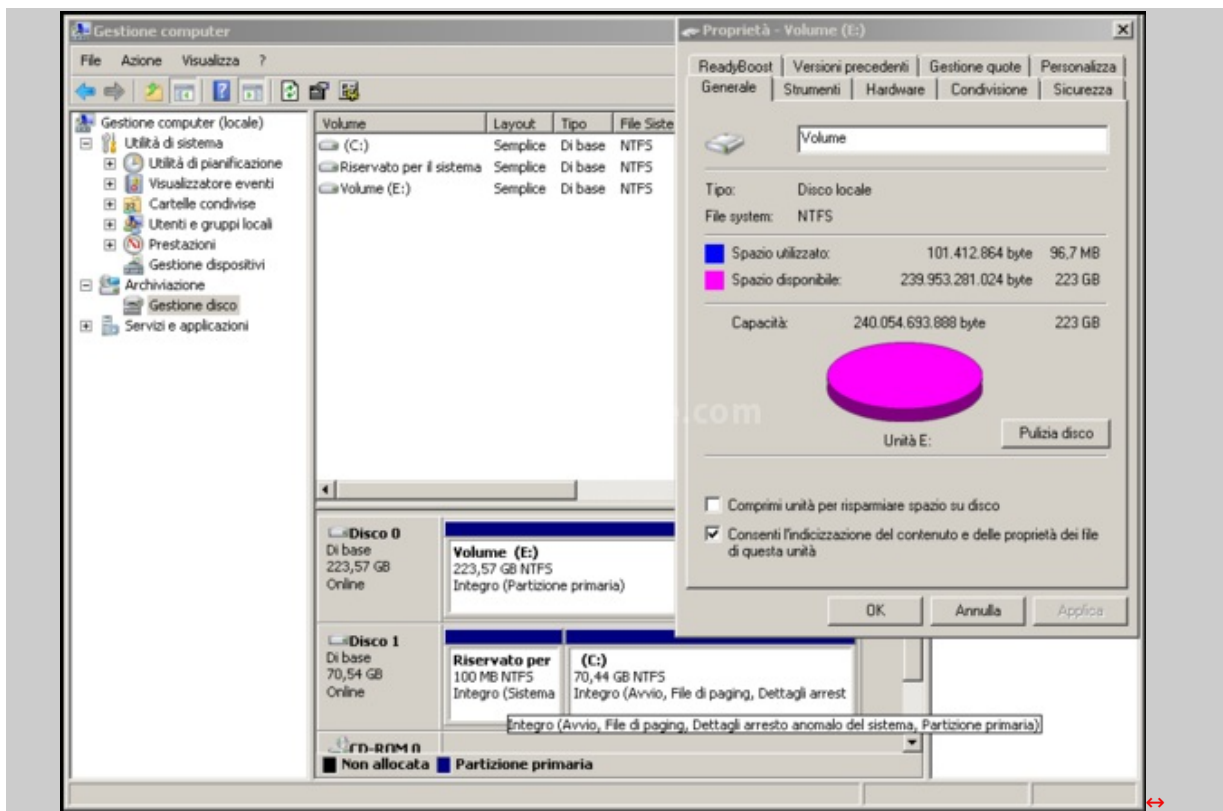 Gestione computer
File Azione Visualizza ?
Gestione computer (locale)
Utilità di sistema
Utilità di pianificazione
Visualizzatore eventi
Cartelle condivise
Utenti e gruppi locali
Prestazioni
Gestione dispositivi
Archiviazione
Gestione disco
Servizi e applicazioni
Volume Layout Tipo File Siste
(C:) Semplice Di base NTFS
Riservato per il sistema Semplice Di base NTFS
Volume (E:) Semplice Di base NTFS
Disco 0
Di base
223,57 GB
Online
Volume (E:)
223,57 GB NTFS
Integro (Partizione primaria)
Disco 1
Di base
70,54 GB
Online
Riservato per
100 MB NTFS
Integro (Sistema
(C:)
70,44 GB NTFS
Integro (Avvio, File di paging, Dettagli arrest
Integro (Avvio, File di paging, Dettagli arresto anomalo del sistema, Partizione primaria)
CD-ROM 0
Non allocata Partizione primaria
Proprietà - Volume (E:)
ReadyBoost Versioni precedenti Gestione quote Personalizza
Generale Strumenti Hardware Condivisione Sicurezza
Volume
Tipo: Disco locale
File system: NTFS
Spazio utilizzato: 101.412.864 byte 96,7 MB
Spazio disponibile: 239.953.281.024 byte 223 GB
Capacità: 240.054.693.888 byte 223 GB
.com
Unità E:
Pulizia disco
Comprimi unità per risparmiare spazio su disco
Consenti l'indicizzazione del contenuto e delle proprietà dei file
di questa unità
OK Annulla Applica